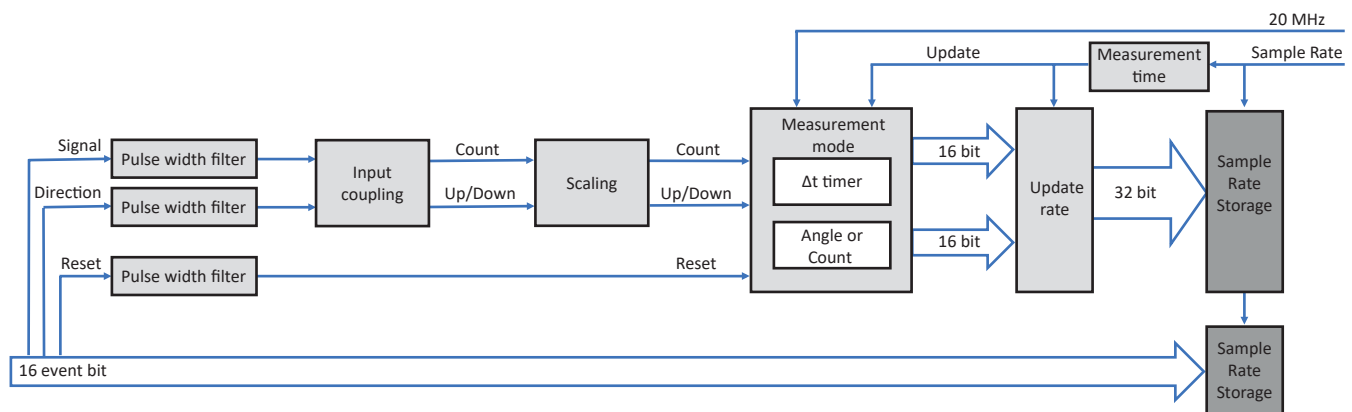 20 MHz
Update
Measurement
time
Sample Rate
Signal
Pulse width filter
Direction
Pulse width filter
Reset
Pulse width filter
Input
coupling
Count
Up/Down
Scaling
Count
Up/Down
Reset
Measurement
mode
Δt timer
Angle or
Count
16 bit
16 bit
Update
rate
32 bit
Sample
Rate
Storage
16 event bit
Sample
Rate
Storage